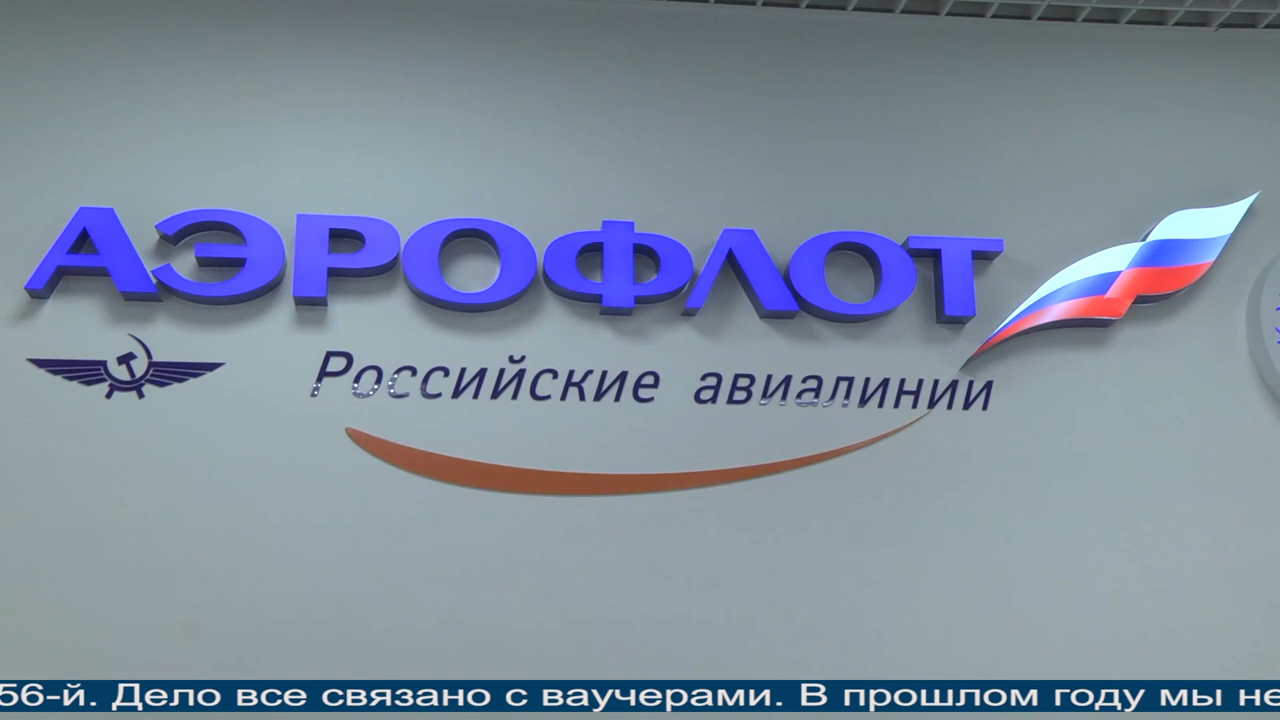 АЭРОФЛОТ
Российские авиалинии
56-й. Дело все связано с ваучерами. В прошлом году мы не